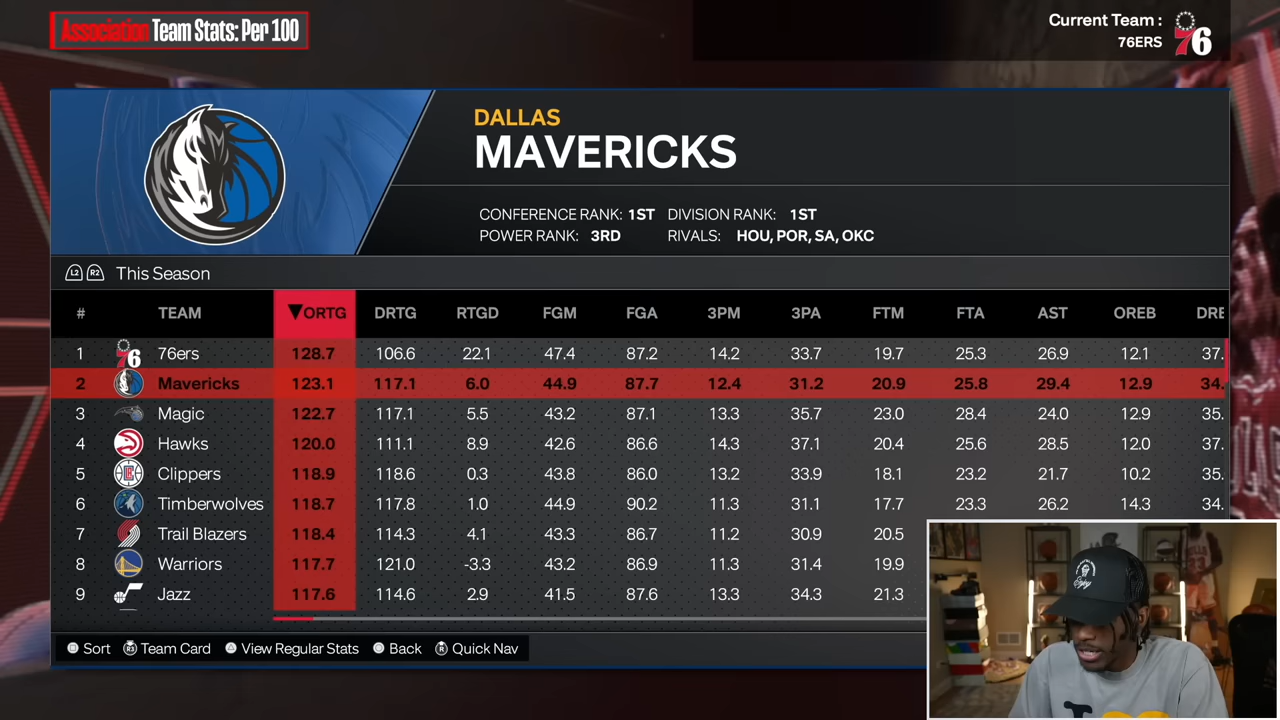 Association Team Stats: Per 100
Current Team :
76ERS
76
DALLAS
MAVERICKS
CONFERENCE RANK: 1ST DIVISION RANK: 1ST
POWER RANK: 3RD RIVALS: HOU, POR, SA, OKC
L2 R2 This Season
# TEAM ▼ORTG DRTG RTGD FGM FGA 3PM 3PA FTM FTA AST OREB DRE
1 76 76ers 128.7 106.6 22.1 47.4 87.2 14.2 33.7 19.7 25.3 26.9 12.1 37.
2 Mavericks 123.1 117.1 6.0 44.9 87.7 12.4 31.2 20.9 25.8 29.4 12.9 34.
3 Magic 122.7 117.1 5.5 43.2 87.1 13.3 35.7 23.0 28.4 24.0 12.9 35.
4 Hawks 120.0 111.1 8.9 42.6 86.6 14.3 37.1 20.4 25.6 28.5 12.0 37.
5 Clippers 118.9 118.6 0.3 43.8 86.0 13.2 33.9 18.1 23.2 21.7 10.2 35.
6 Timberwolves 118.7 117.8 1.0 44.9 90.2 11.3 31.1 17.7 23.3 26.2 14.3 34.
7 Trail Blazers 118.4 114.3 4.1 43.3 86.7 11.2 30.9 20.5
8 Warriors 117.7 121.0 -3.3 43.2 86.9 11.3 31.4 19.9
9 Jazz 117.6 114.6 2.9 41.5 87.6 13.3 34.3 21.3
Sort Team Card View Regular Stats Back R Quick Nav